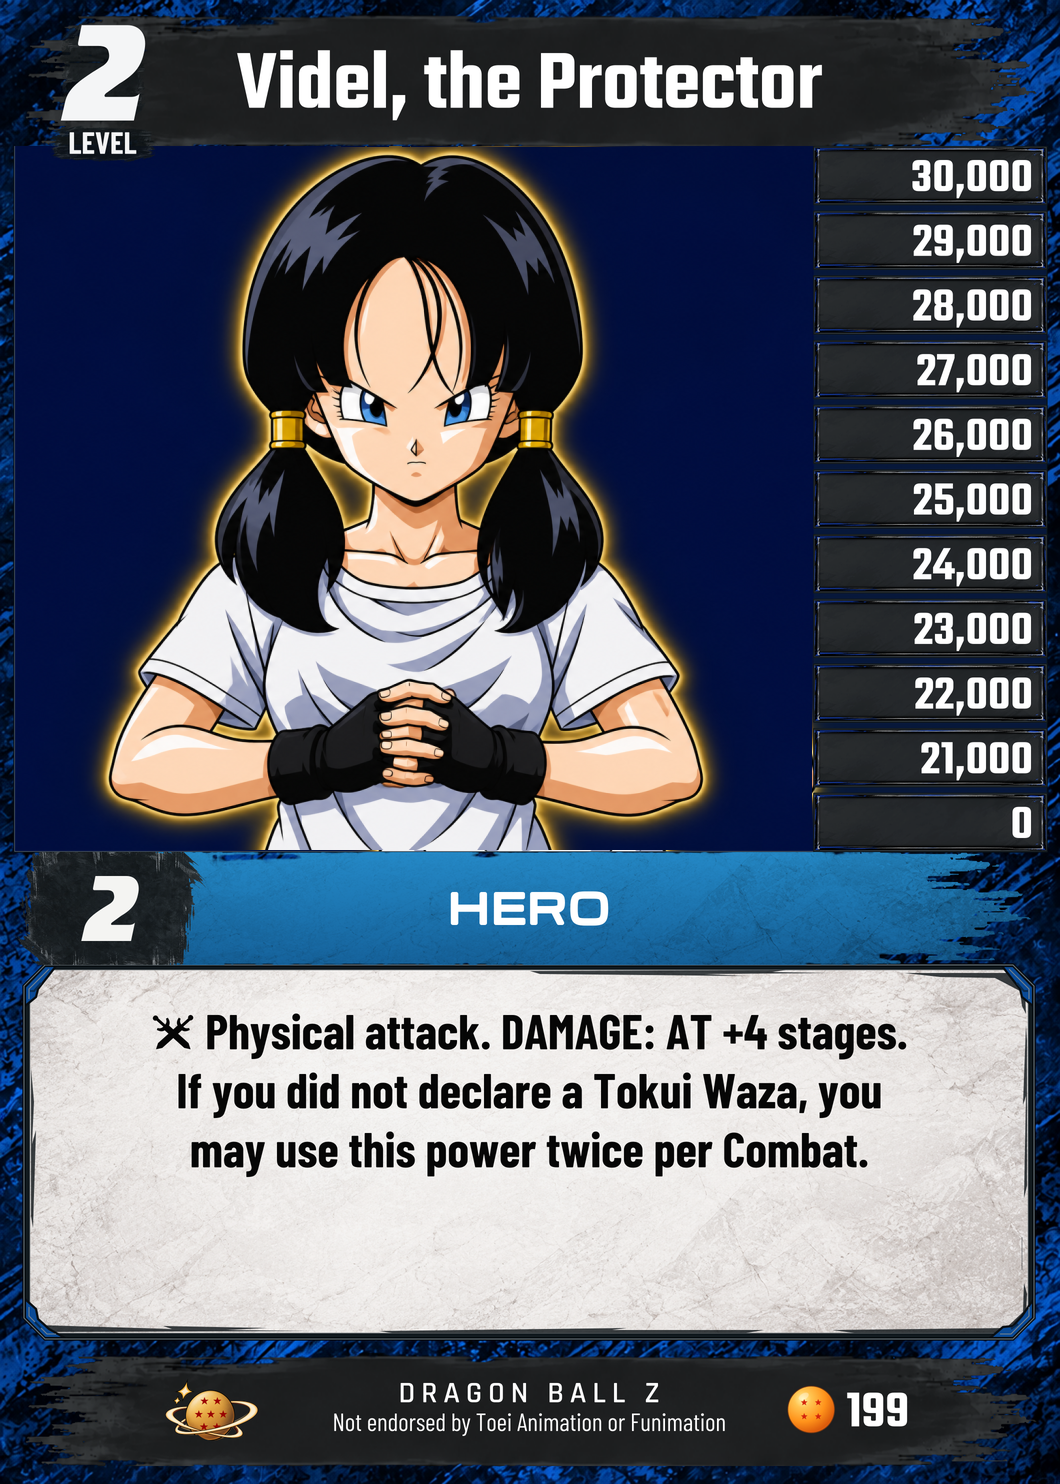 2
LEVEL
Videl, the Protector
30,000
29,000
28,000
27,000
26,000
25,000
24,000
23,000
22,000
21,000
0
2
HERO
Physical attack. DAMAGE: AT +4 stages.
If you did not declare a Tokui Waza, you
may use this power twice per Combat.
DRAGON BALL Z
Not endorsed by Toei Animation or Funimation
199